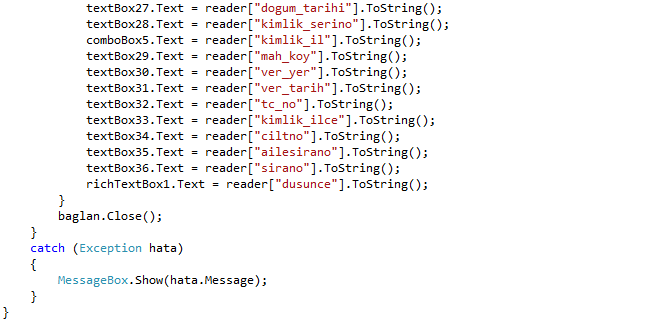 textBox27.Text = reader["dogum_tarihi"].ToString();
textBox28.Text = reader["kimlik_serino"].ToString();
comboBox5.Text = reader["kimlik_il"].ToString();
textBox29.Text = reader["mah_koy"].ToString();
textBox30.Text = reader["ver_yer"].ToString();
textBox31.Text = reader["ver_tarih"].ToString();
textBox32.Text = reader["tc_no"].ToString();
textBox33.Text = reader["kimlik_ilce"].ToString();
textBox34.Text = reader["ciltno"].ToString();
textBox35.Text = reader["ailesirano"].ToString();
textBox36.Text = reader["sirano"].ToString();
richTextBox1.Text = reader["dusunce"].ToString();
}
baglan.Close();
}
catch (Exception hata)
{
MessageBox.Show(hata.Message);
}
}